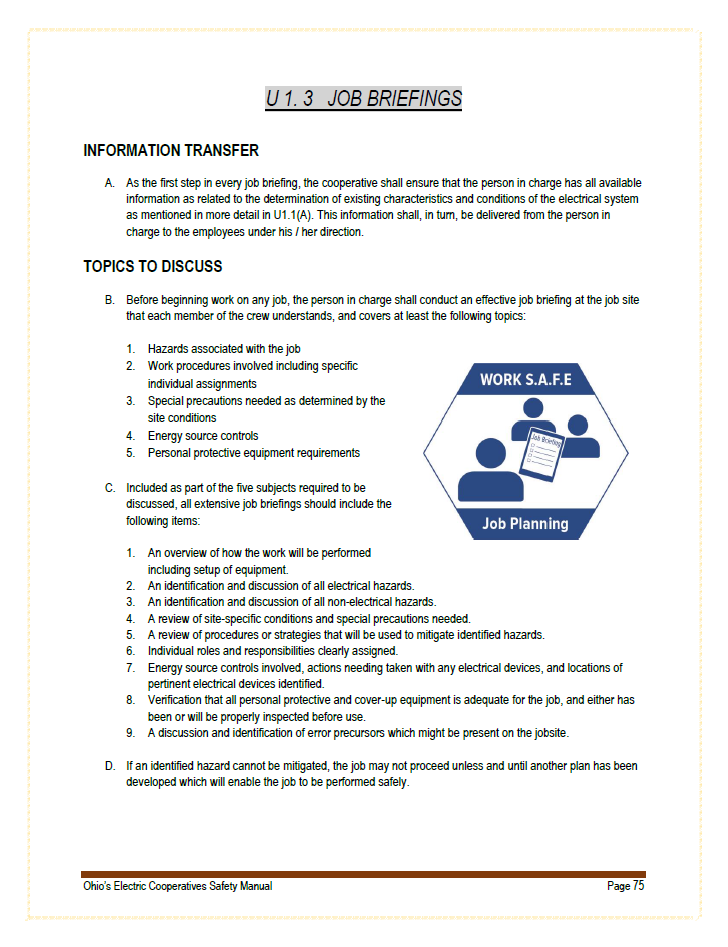 U 1. 3   JOB BRIEFINGS
INFORMATION TRANSFER
A. As the first step in every job briefing, the cooperative shall ensure that the person in charge has all available
information as related to the determination of existing characteristics and conditions of the electrical system
as mentioned in more detail in U1.1(A). This information shall, in turn, be delivered from the person in
charge to the employees under his / her direction.
TOPICS TO DISCUSS
B. Before beginning work on any job, the person in charge shall conduct an effective job briefing at the job site
that each member of the crew understands, and covers at least the following topics:
1. Hazards associated with the job
2. Work procedures involved including specific
individual assignments
3. Special precautions needed as determined by the
site conditions
4. Energy source controls
5. Personal protective equipment requirements
WORK S.A.F.E
Job Briefing
Job Planning
C. Included as part of the five subjects required to be
discussed, all extensive job briefings should include the
following items:
1. An overview of how the work will be performed
including setup of equipment.
2. An identification and discussion of all electrical hazards.
3. An identification and discussion of all non-electrical hazards.
4. A review of site-specific conditions and special precautions needed.
5. A review of procedures or strategies that will be used to mitigate identified hazards.
6. Individual roles and responsibilities clearly assigned.
7. Energy source controls involved, actions needing taken with any electrical devices, and locations of
pertinent electrical devices identified.
8. Verification that all personal protective and cover-up equipment is adequate for the job, and either has
been or will be properly inspected before use.
9. A discussion and identification of error precursors which might be present on the jobsite.
D. If an identified hazard cannot be mitigated, the job may not proceed unless and until another plan has been
developed which will enable the job to be performed safely.
Ohio's Electric Cooperatives Safety Manual
Page 75